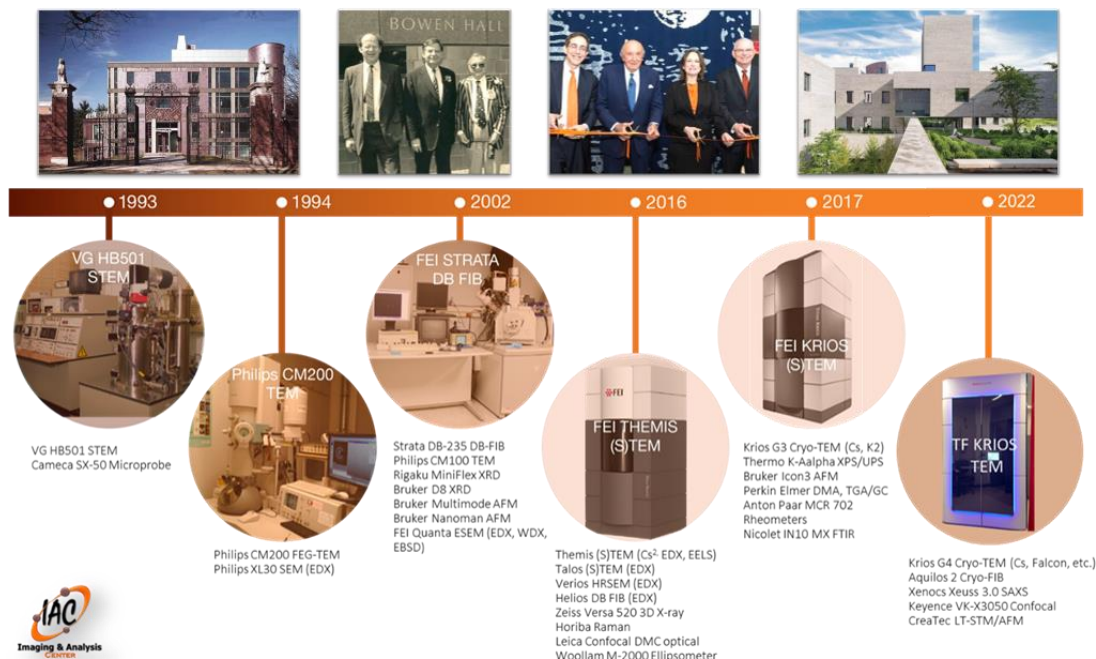 BOWEN HALL
1993
1994
2002
2016
2017
2022
VG HB501
STEM
VG HB501 STEM
Cameca SX-50 Microprobe
Philips CM200
TEM
Philips CM200 FEG-TEM
Philips XL30 SEM (EDX)
FEI STRATA
DB FIB
Strata DB-235 DB-FIB
Philips CM100 TEM
Rigaku MiniFlex XRD
Bruker D8 XRD
Bruker Multimode AFM
Bruker Nanoman AFM
FEI Quanta ESEM (EDX, WDX,
EBSD)
FEI
FEI THEMIS
(S)TEM
Themis (S)TEM (Cs², EDX, EELS)
Talos (S)TEM (EDX)
Verios HRSEM (EDX)
Helios DB FIB (EDX)
Zeiss Versa 520 3D X-ray
Horiba Raman
Leica Confocal DMC optical
Woollam M-2000 Ellipsometer
FEI KRIOS
(S)TEM
Krios G3 Cryo-TEM (Cs, K2)
Thermo K-Aalpha XPS/UPS
Bruker Icon3 AFM
Perkin Elmer DMA, TGA/GC
Anton Paar MCR 702
Rheometers
Nicolet IN10 MX FTIR
TF KRIOS
TEM
Krios G4 Cryo-TEM (Cs, Falcon, etc.)
Aquilos 2 Cryo-FIB
Xenocs Xeuss 3.0 SAXS
Keyence VK-X3050 Confocal
CreaTec LT-STM/AFM
IAC
Imaging & Analysis
CENTER